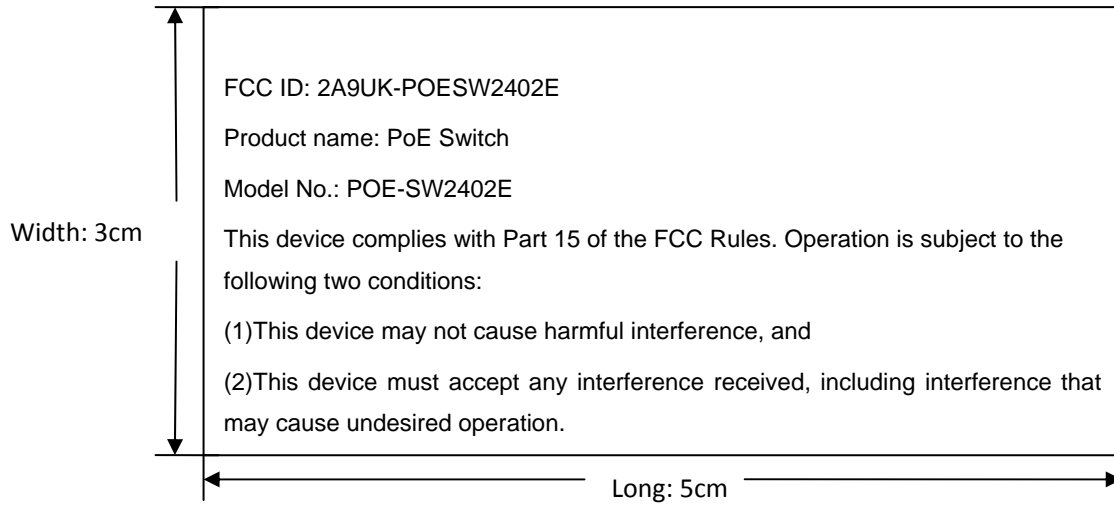 FCC ID: 2A9UK-POESW2402E
Product name: PoE Switch
Model No.: POE-SW2402E
Width: 3cm
This device complies with Part 15 of the FCC Rules. Operation is subject to the
following two conditions:
(1)This device may not cause harmful interference, and
(2)This device must accept any interference received, including interference that
may cause undesired operation.
Long: 5cm